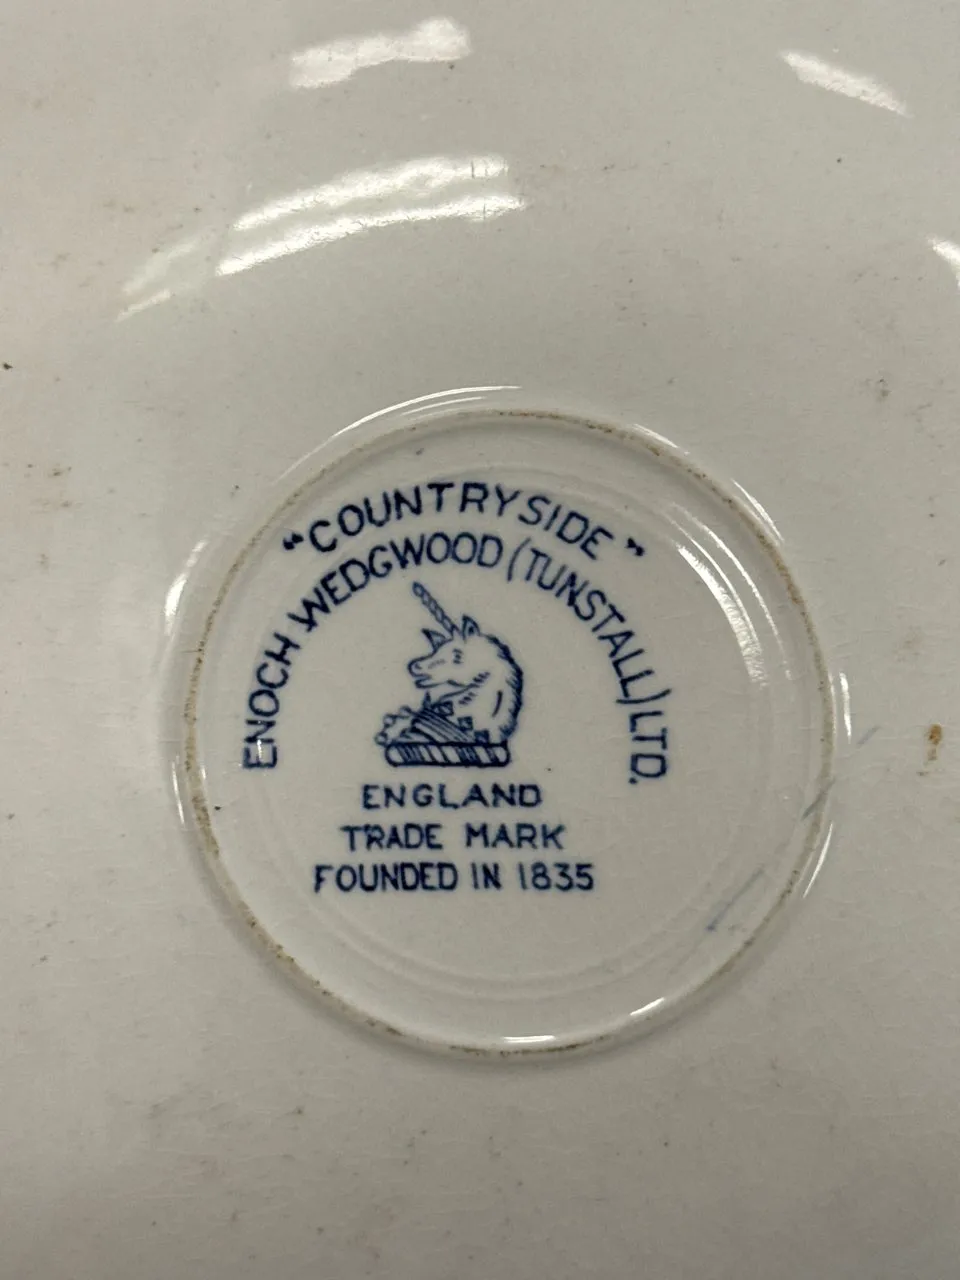 "COUNTRYSIDE"
ENOCH WEDGWOOD (TUNSTALL) LTD.
ENGLAND
TRADE MARK
FOUNDED IN 1835